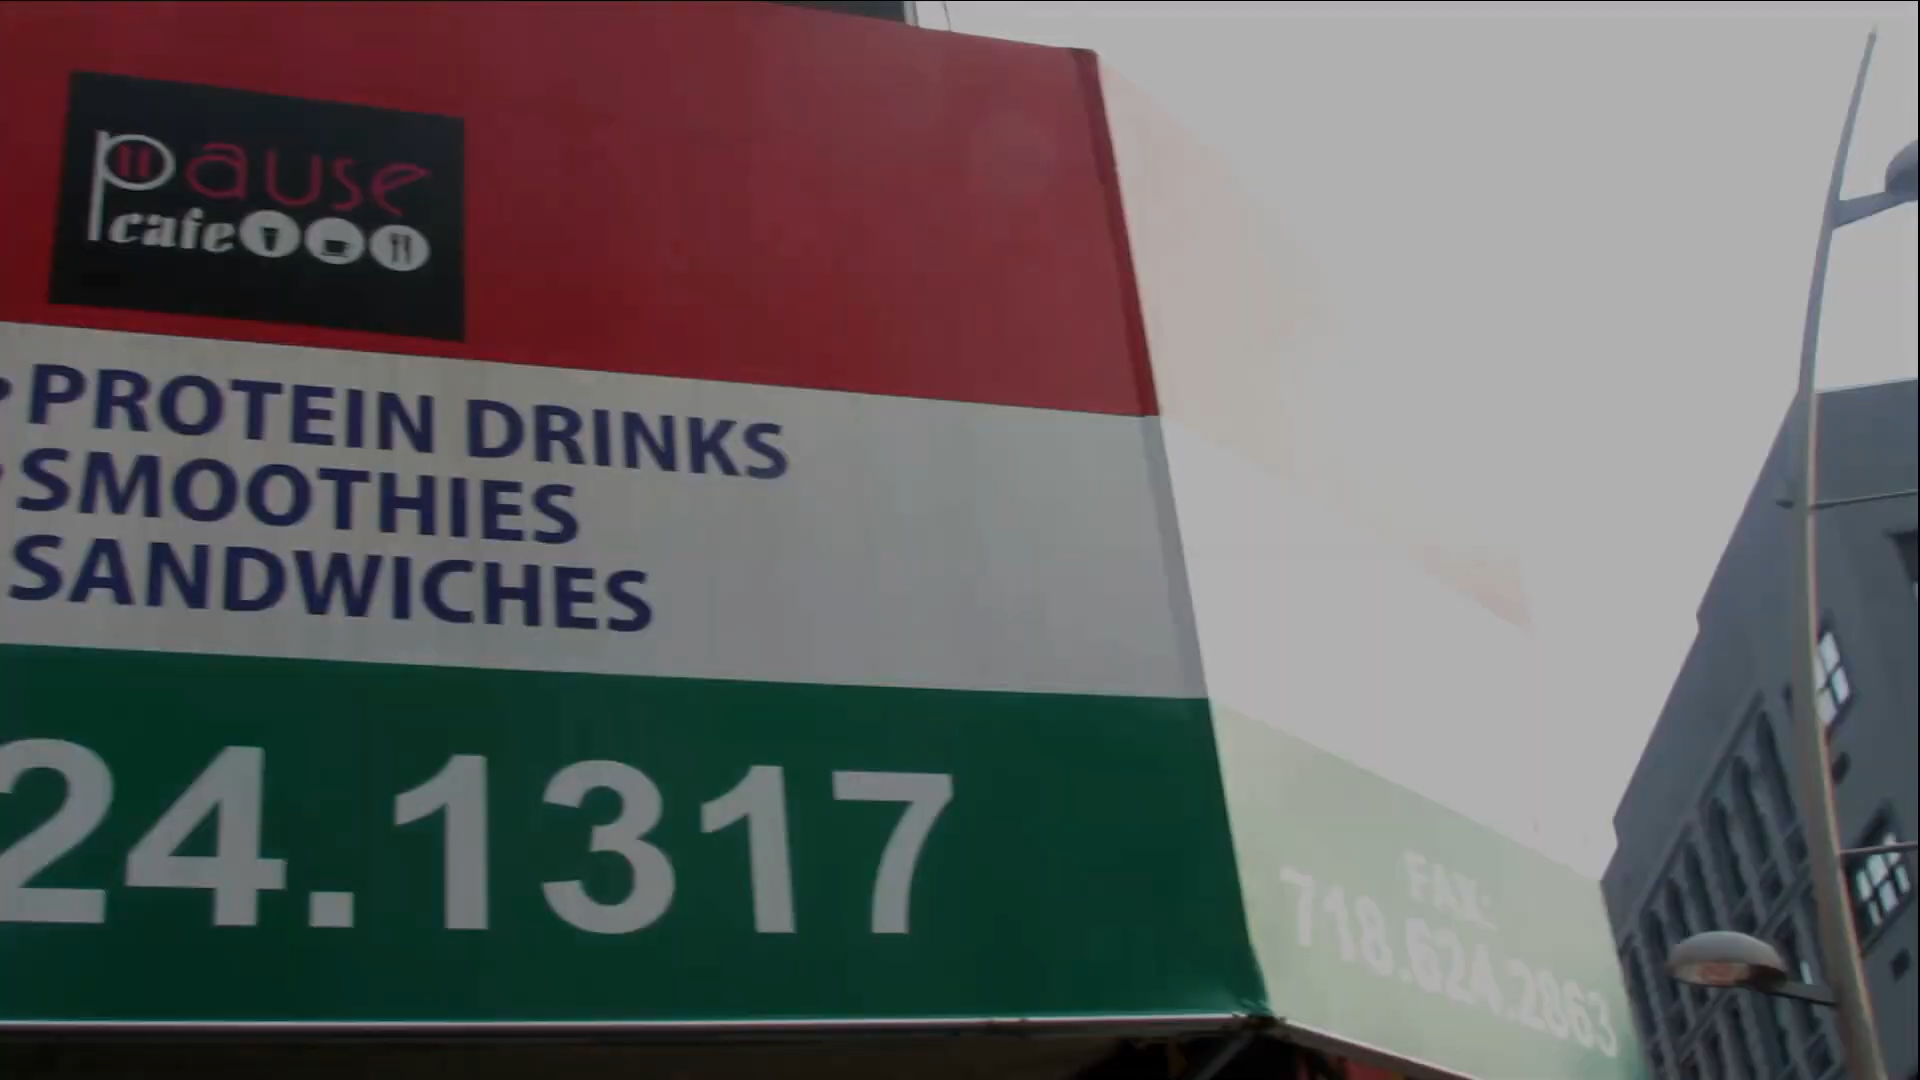 pause
cafe
PROTEIN DRINKS
SMOOTHIES
SANDWICHES
24.1317
FAX:
718.624.2863